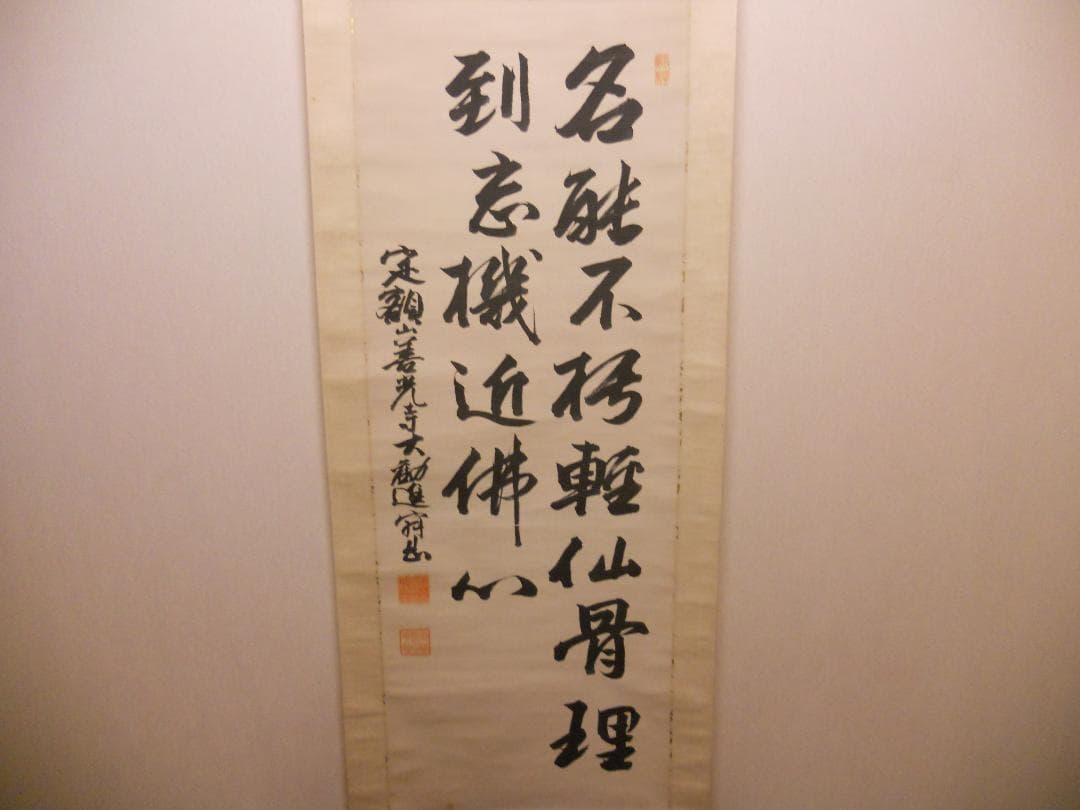 名能不朽輕仙骨理
到忘機近佛心
定額山善光寺大勸進